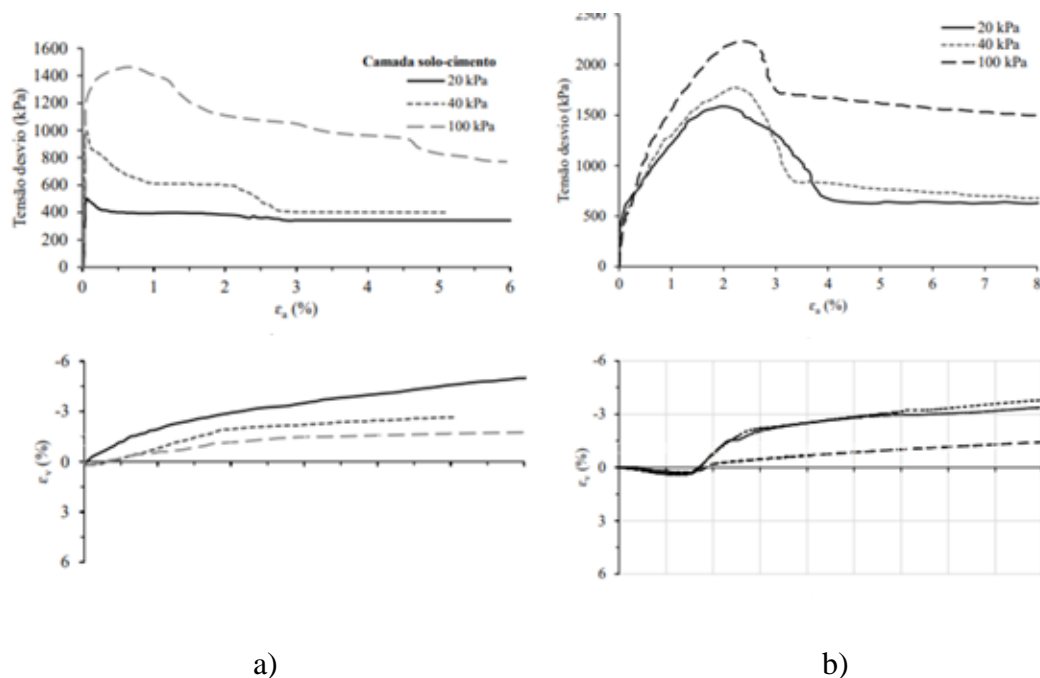 1600
1400
1200
1000
800
600
400
200
0
Tensão desvio (kPa)
Camada solo-cimento
20 kPa
40 kPa
100 kPa
0 1 2 3 4 5 6
εa (%)
-6
-3
0
3
6
εv (%)
a)
2500
2000
1500
1000
500
0
Tensão desvio (kPa)
20 kPa
40 kPa
100 kPa
0 1 2 3 4 5 6 7 8
εa (%)
-6
-3
0
3
6
εv (%)
b)